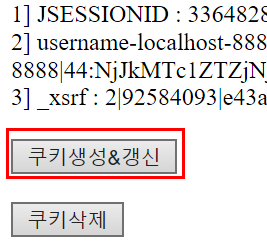 1] JSESSIONID : 3364828
2] username-localhost-888
8888|44:NjJkMTc1ZTZjN
3] _xsrf : 2|92584093|e43a
쿠키생성&갱신
쿠키삭제